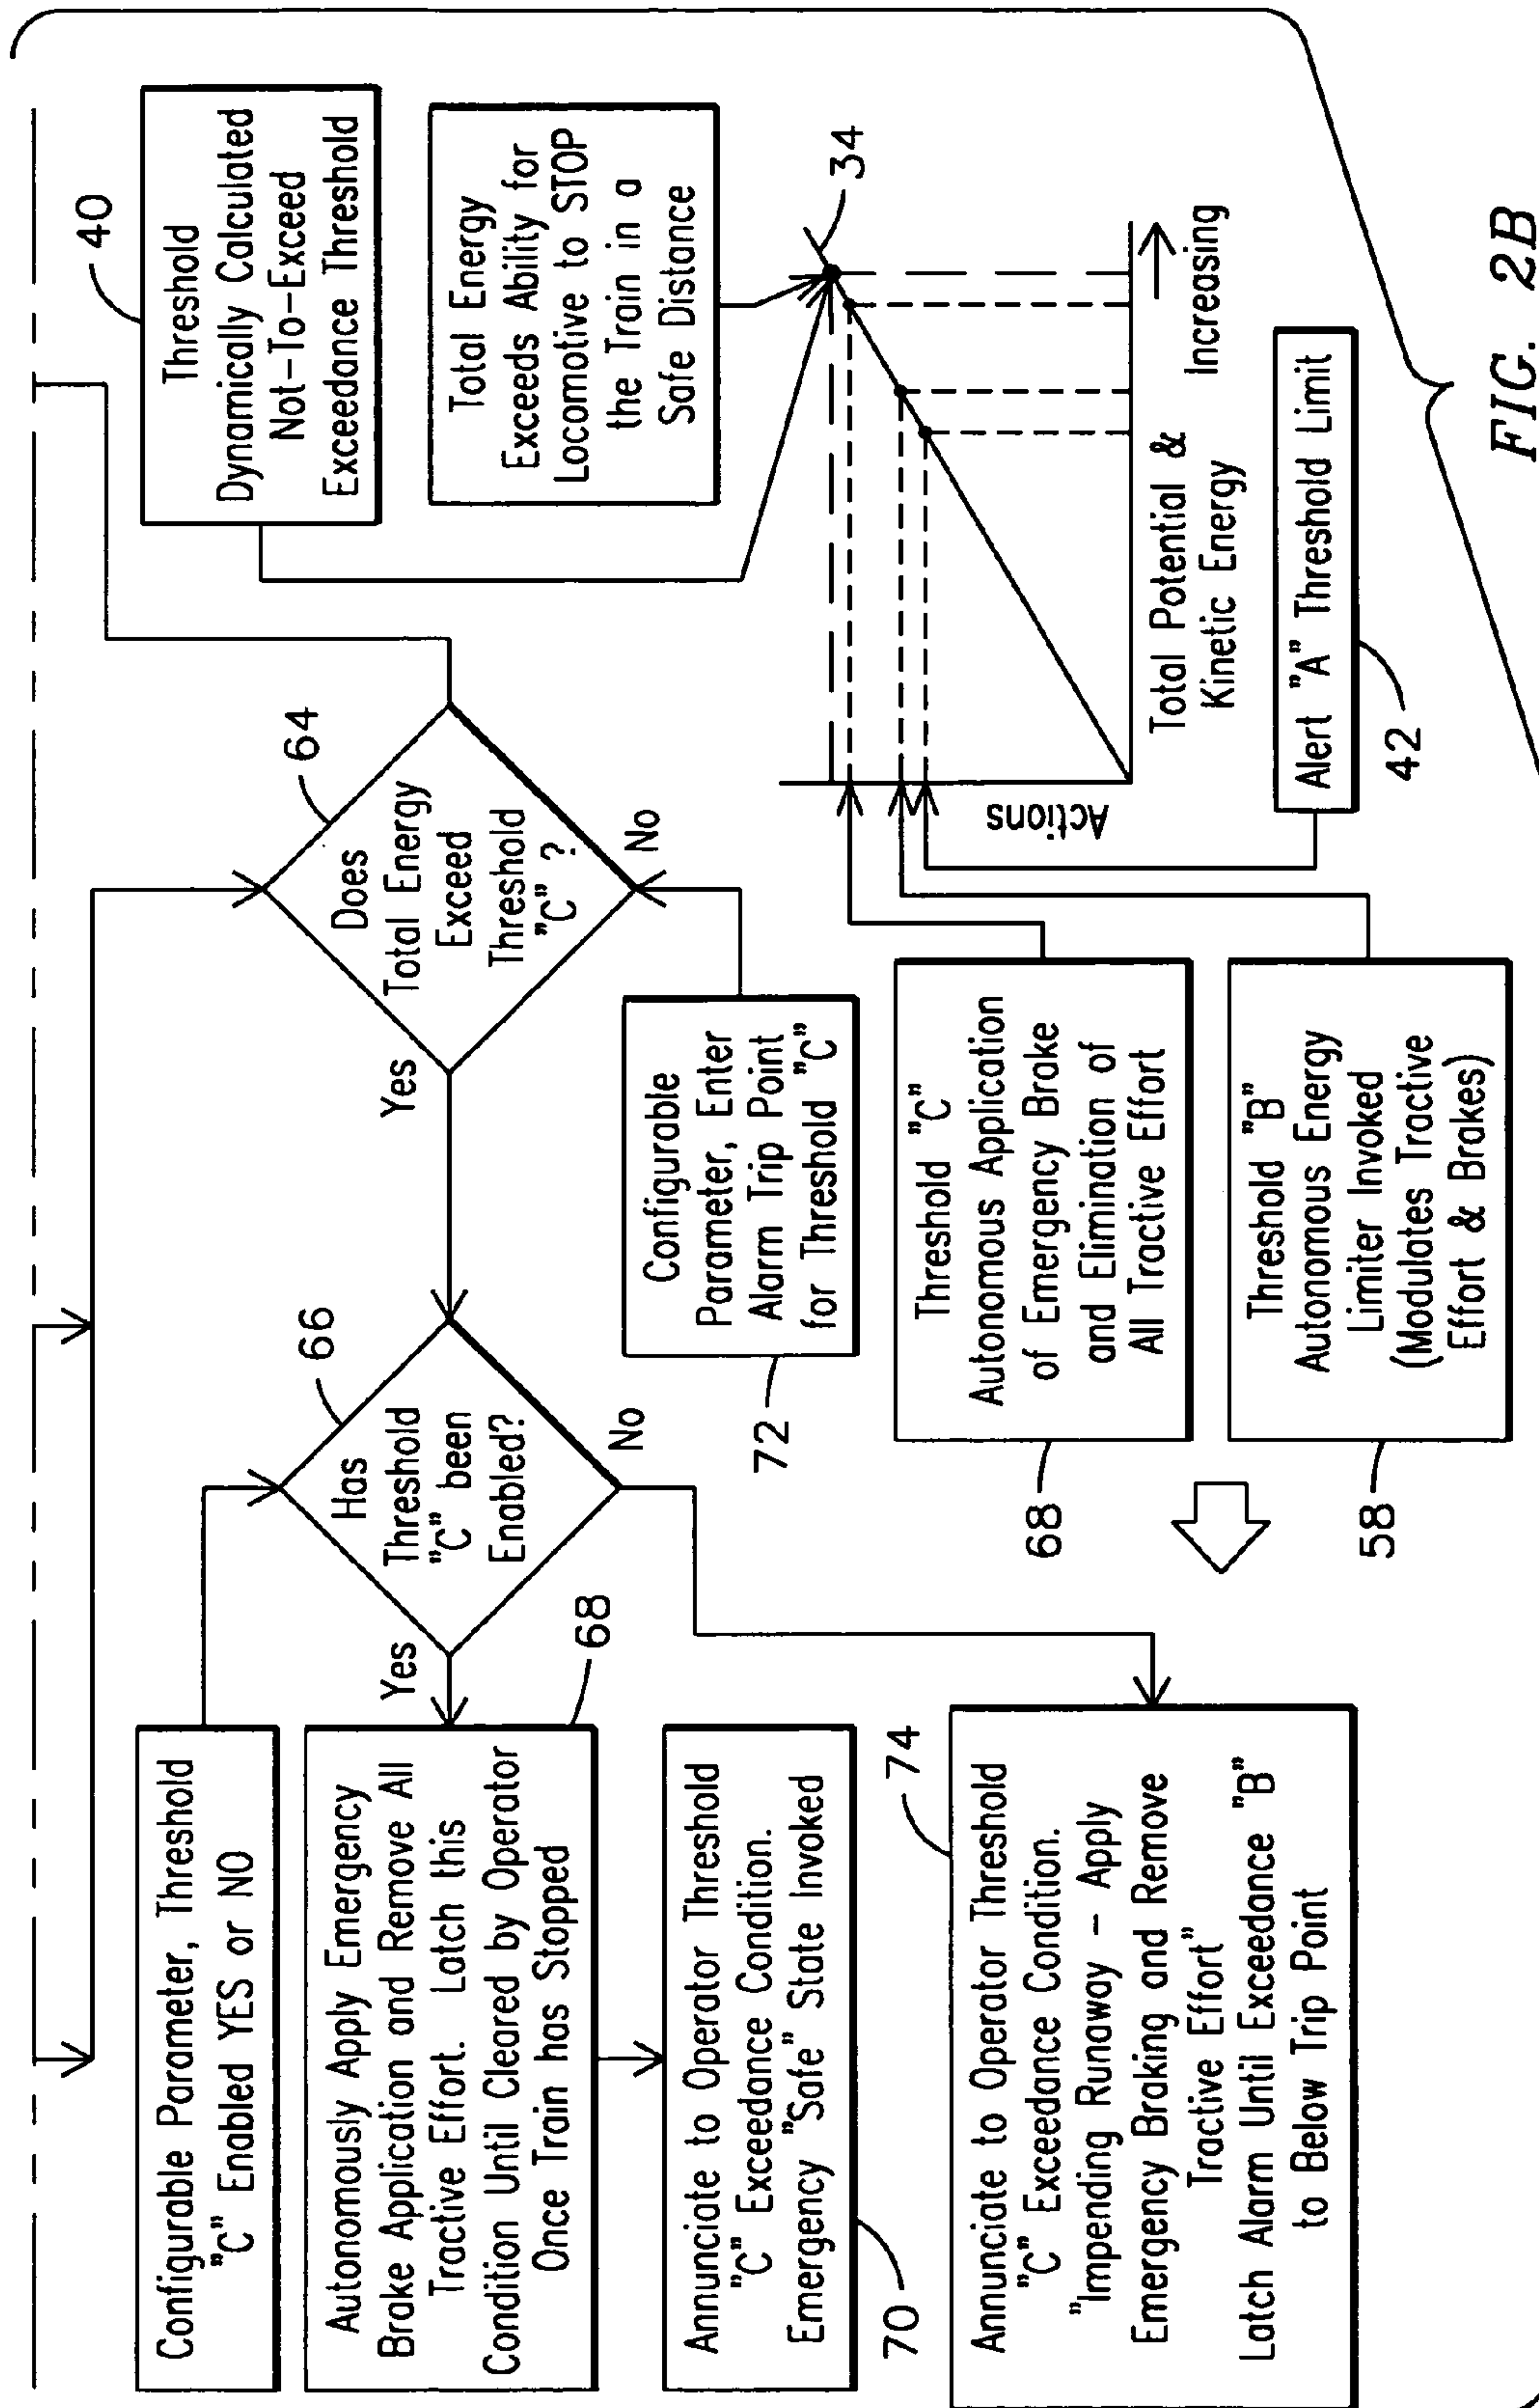 Configurable Parameter, Threshold
"C" Enabled YES or NO
Autonomously Apply Emergency
Brake Application and Remove All
Tractive Effort. Latch this
Condition Until Cleared by Operator
Once Train has Stopped
68
Annunciate to Operator Threshold
"C" Exceedance Condition.
Emergency "Safe" State Invoked
70
74
Annunciate to Operator Threshold
"C" Exceedance Condition.
"Impending Runaway - Apply
Emergency Braking and Remove
Tractive Effort"
Latch Alarm Until Exceedance "B"
to Below Trip Point
Yes
66
Has
Threshold
"C" been
Enabled?
No
Yes
64
Does
Total Energy
Exceed
Threshold
"C" ?
No
Configurable
Parameter, Enter
Alarm Trip Point
for Threshold "C"
72
Threshold "C"
Autonomous Application
of Emergency Brake
and Elimination of
All Tractive Effort
68
Threshold "B"
Autonomous Energy
Limiter Invoked
(Modulates Tractive
Effort & Brakes)
58
40
Threshold
Dynamically Calculated
Not-To-Exceed
Exceedance Threshold
Total Energy
Exceeds Ability for
Locomotive to STOP
the Train in a
Safe Distance
34
Actions
Total Potential &
Kinetic Energy
Increasing
Alert "A" Threshold Limit
42
FIG. 2B